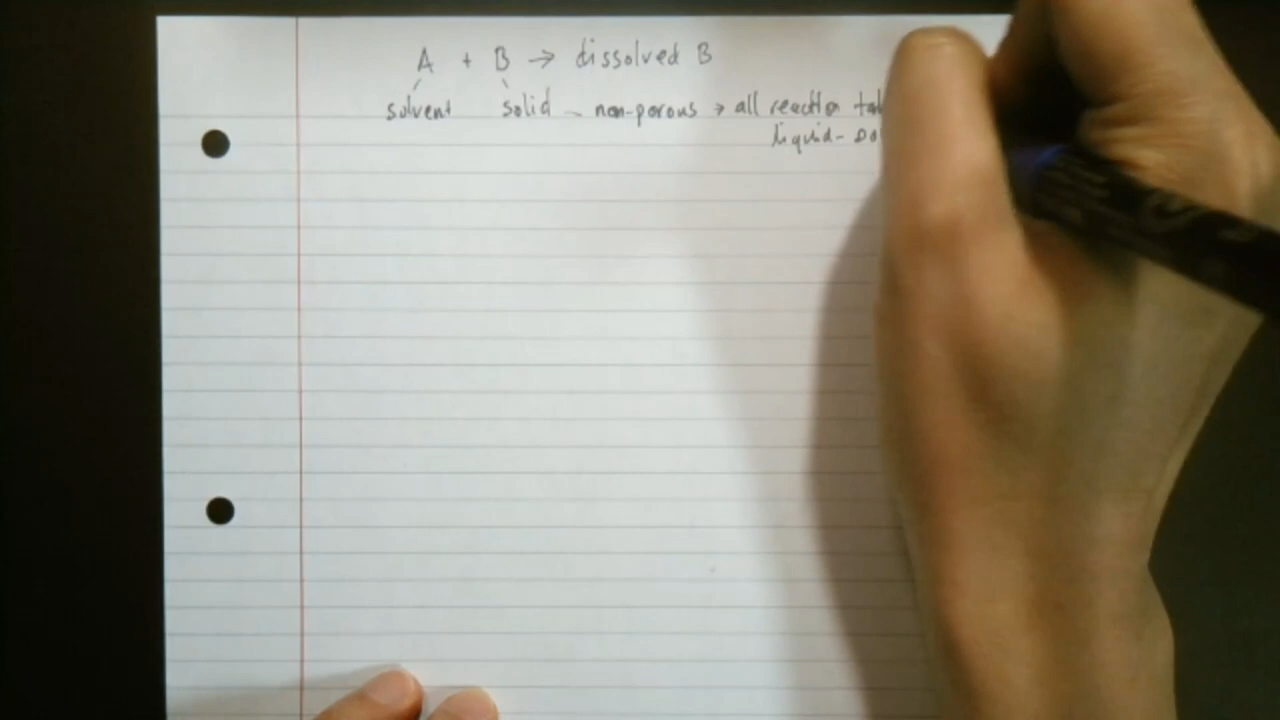 A + B → dissolved B
solvent solid - non-porous → all reaction
liquid-